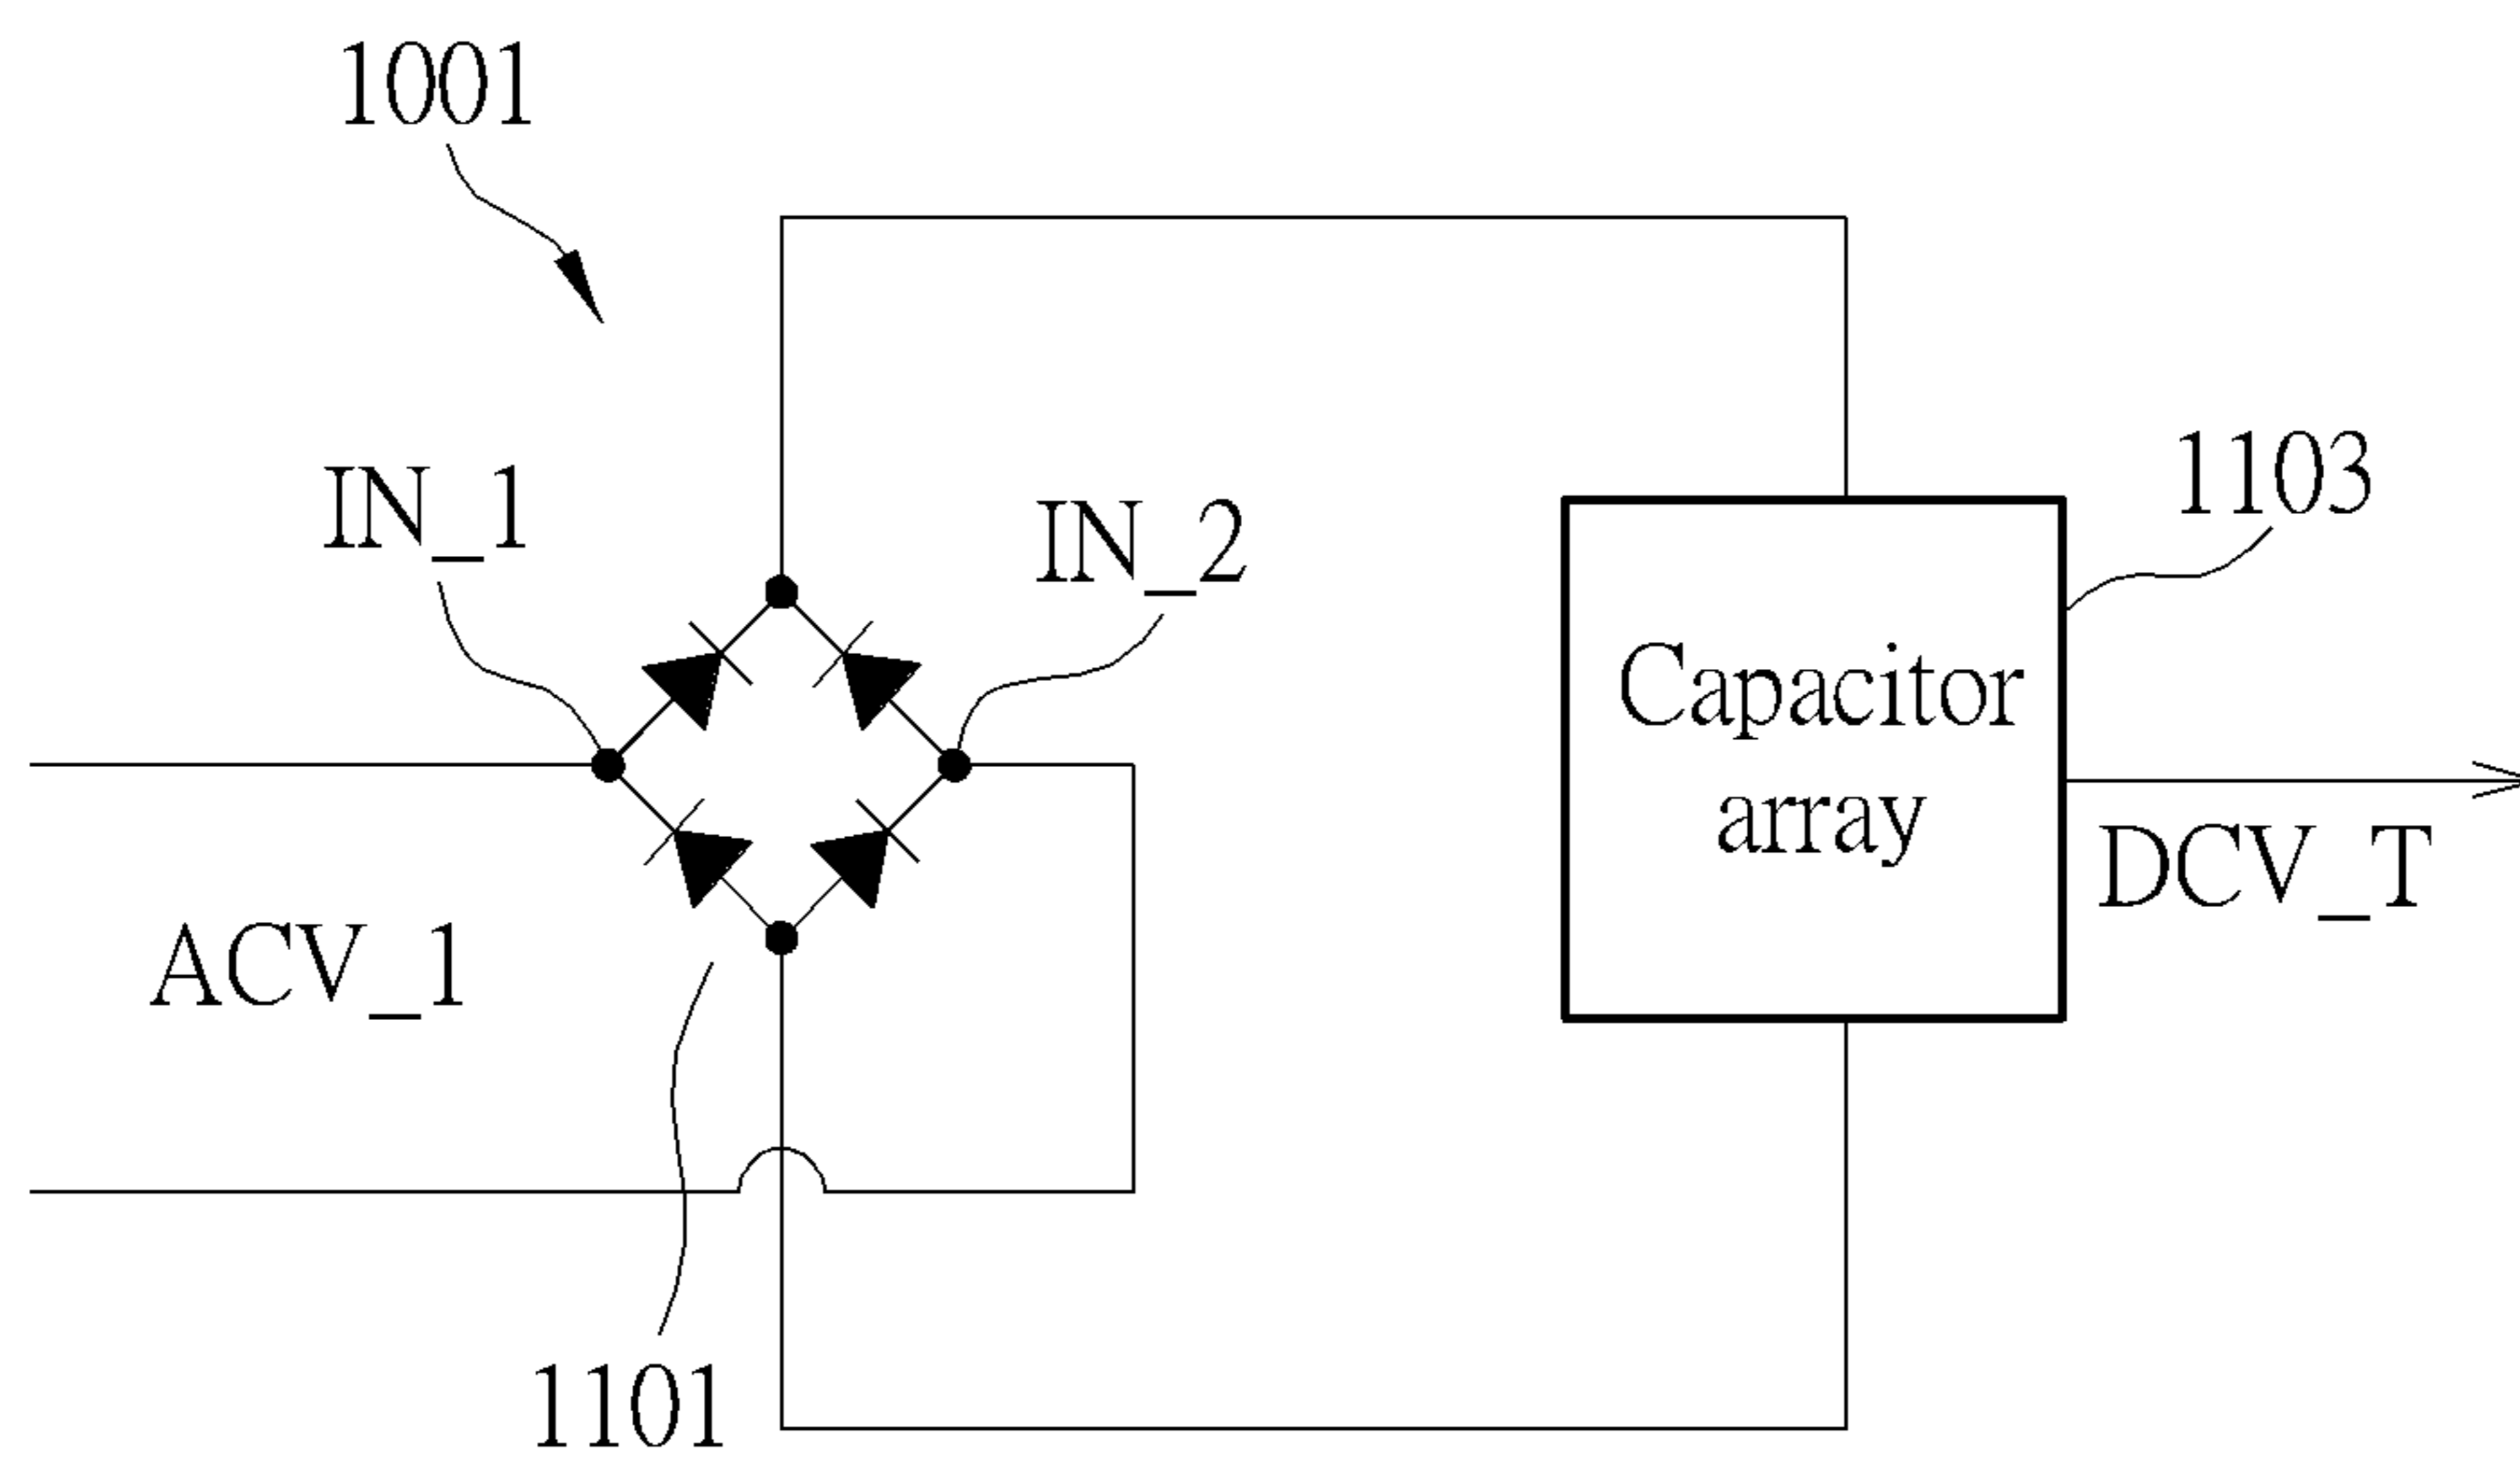 1001
IN_1
IN_2
1103
Capacitor
array
DCV_T
ACV_1
1101